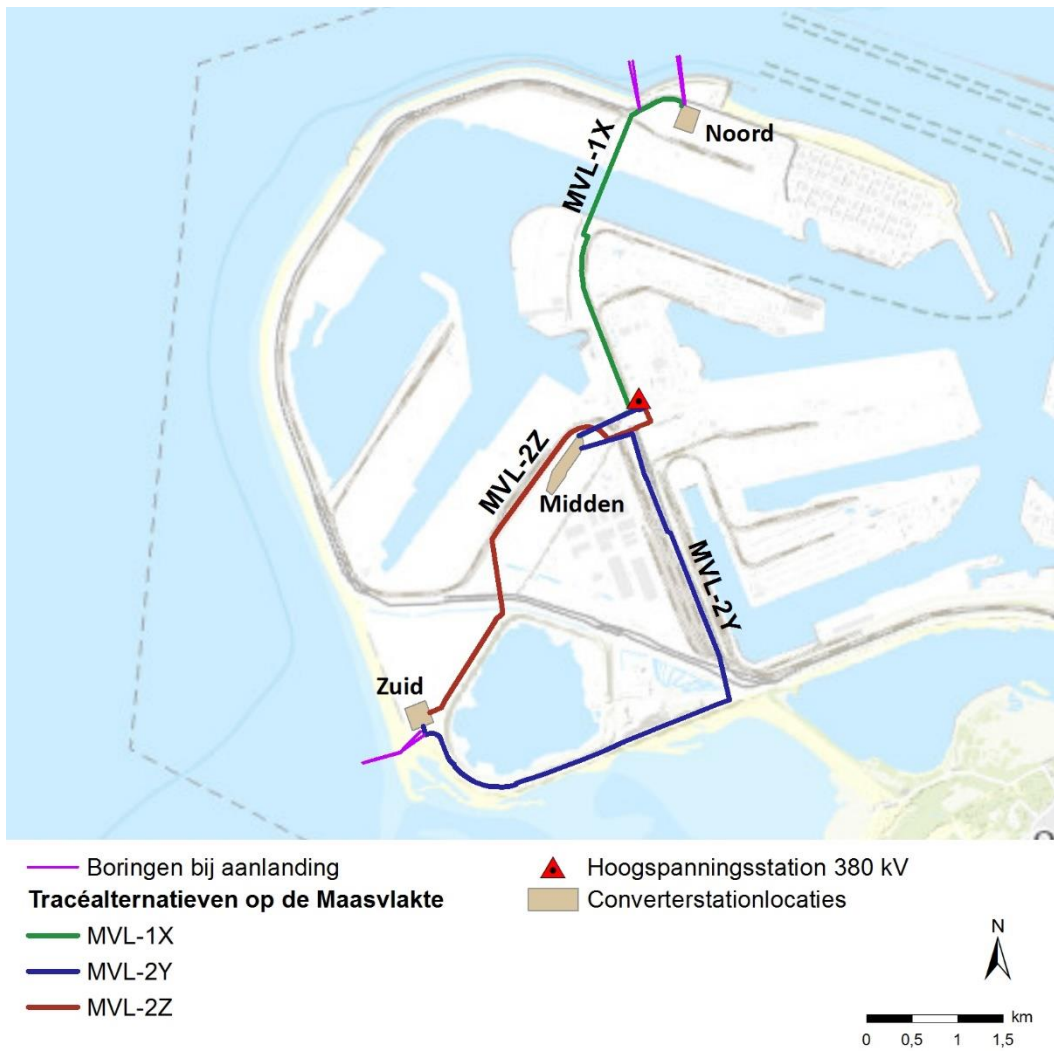 MVL-1X
Noord
MVL-2Z
Midden
MVL-2Y
Zuid
Boringen bij aanlanding
Tracéalternatieven op de Maasvlakte
MVL-1X
MVL-2Y
MVL-2Z
Hoogspanningsstation 380 kV
Converterstationlocaties
N
km
0 0,5 1 1,5